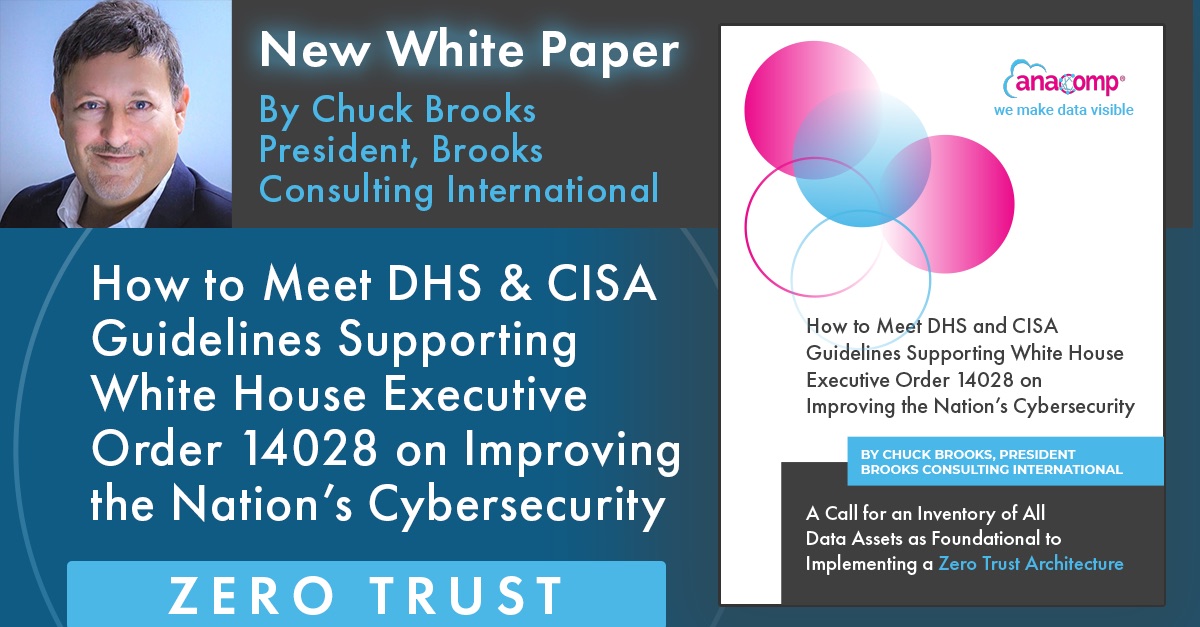 New White Paper
By Chuck Brooks
President, Brooks
Consulting International
How to Meet DHS & CISA
Guidelines Supporting
White House Executive
Order 14028 on Improving
the Nation's Cybersecurity
ZERO TRUST
anacomp®
we make data visible
How to Meet DHS and CISA
Guidelines Supporting White House
Executive Order 14028 on
Improving the Nation's Cybersecurity
BY CHUCK BROOKS, PRESIDENT
BROOKS CONSULTING INTERNATIONAL
A Call for an Inventory of All
Data Assets as Foundational to
Implementing a Zero Trust Architecture